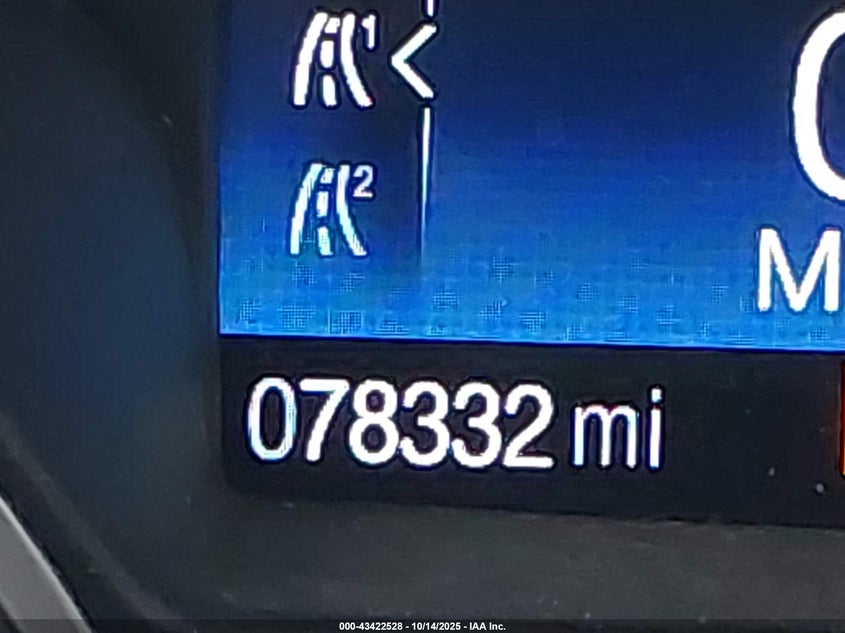 1
2
078332 mi
000-43422528 - 10/14/2025 - IAA Inc.